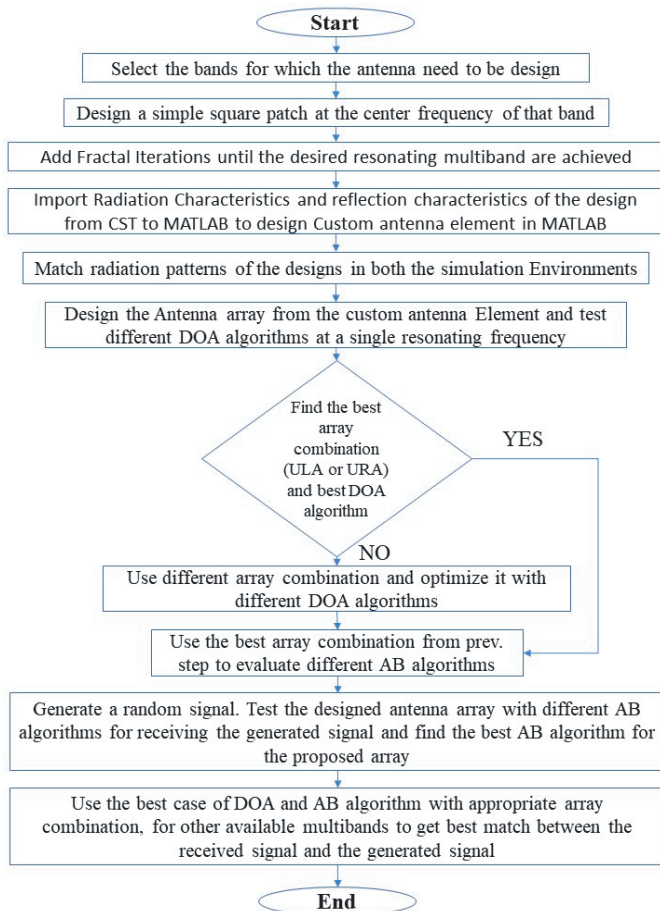 Start
Select the bands for which the antenna need to be design
Design a simple square patch at the center frequency of that band
Add Fractal Iterations until the desired resonating multiband are achieved
Import Radiation Characteristics and reflection characteristics of the design
from CST to MATLAB to design Custom antenna element in MATLAB
Match radiation patterns of the designs in both the simulation Environments
Design the Antenna array from the custom antenna Element and test
different DOA algorithms at a single resonating frequency
Find the best
array
combination
(ULA or URA)
and best DOA
algorithm
YES
NO
Use different array combination and optimize it with
different DOA algorithms
Use the best array combination from prev.
step to evaluate different AB algorithms
Generate a random signal. Test the designed antenna array with different AB
algorithms for receiving the generated signal and find the best AB algorithm for
the proposed array
Use the best case of DOA and AB algorithm with appropriate array
combination, for other available multibands to get best match between the
received signal and the generated signal
End